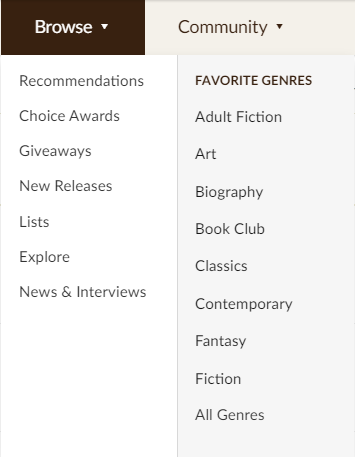 Browse ▼ Community ▼
Recommendations
Choice Awards
Giveaways
New Releases
Lists
Explore
News & Interviews
FAVORITE GENRES
Adult Fiction
Art
Biography
Book Club
Classics
Contemporary
Fantasy
Fiction
All Genres